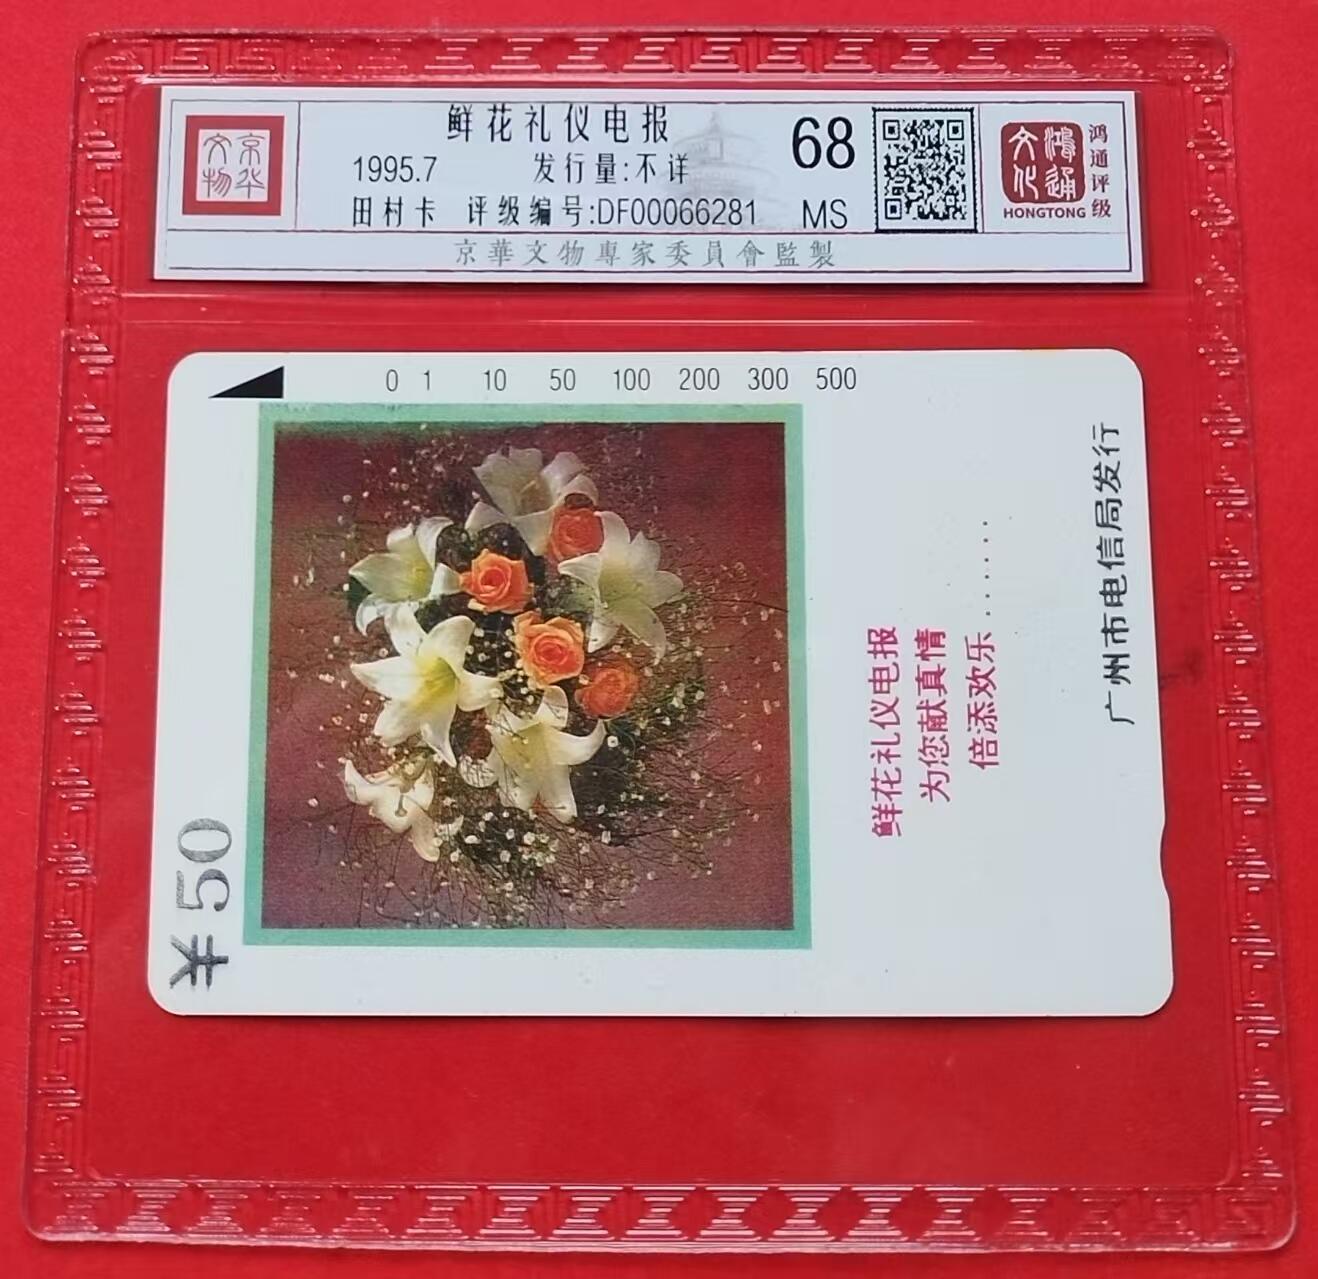 京华
文物
鲜花礼仪电报
1995.7 发行量:不详
田村卡 评级编号:DF00066281
68
MS
鸿通
文化
HONGTONG
鸿通评级
京華文物專家委員會監製
0 1 10 50 100 200 300 500
¥50
鲜花礼仪电报
为您献真情
倍添欢乐.......
广州市电信局发行